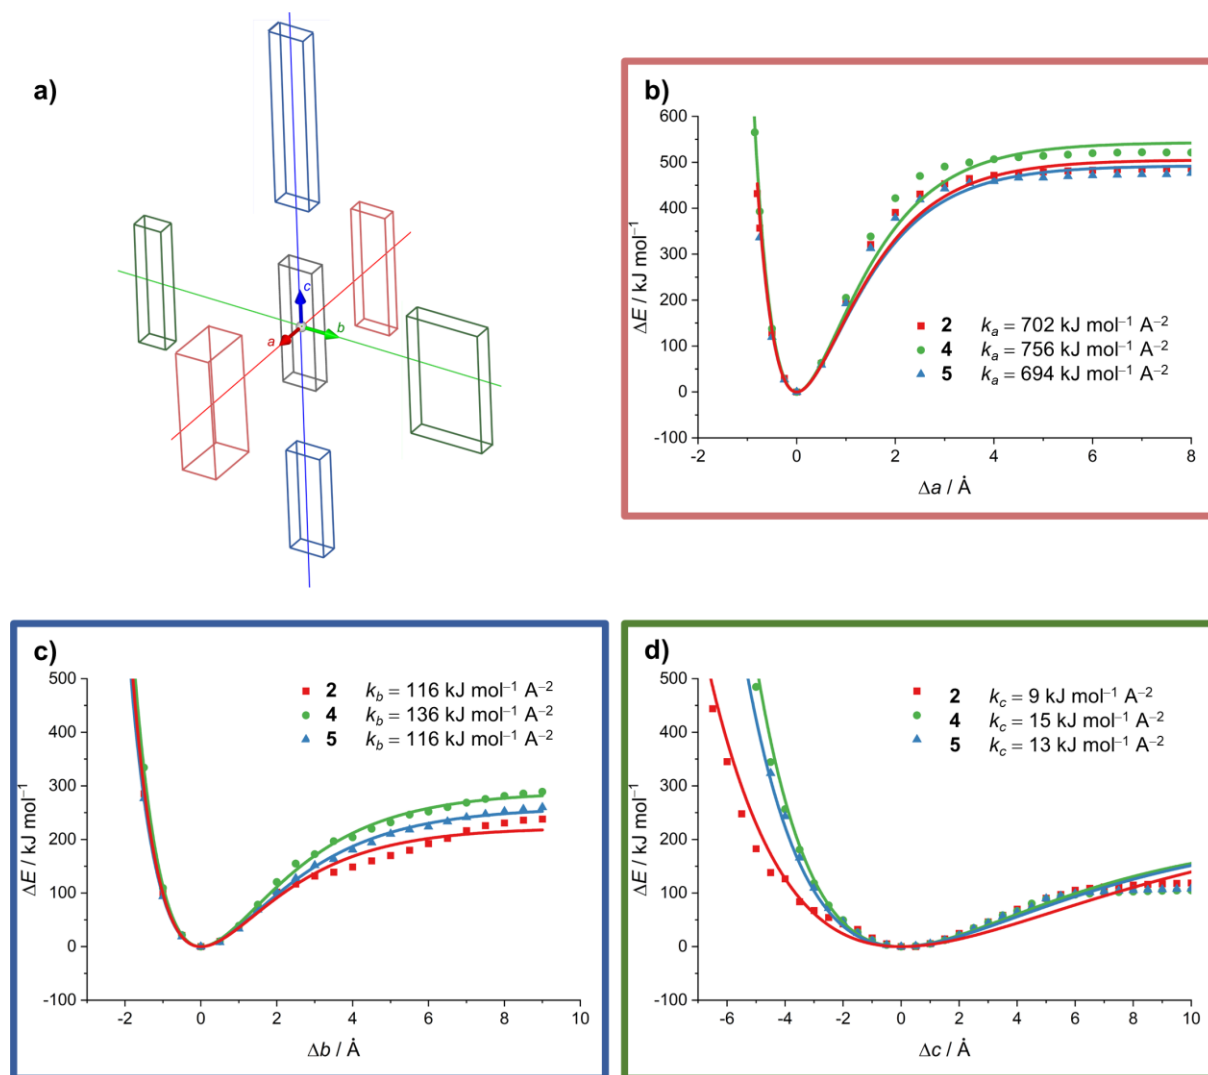 a)
c
b
a
b)
600
500
400
300
200
100
0
-100
ΔE / kJ mol⁻¹
2 kₐ = 702 kJ mol⁻¹ A⁻²
4 kₐ = 756 kJ mol⁻¹ A⁻²
5 kₐ = 694 kJ mol⁻¹ A⁻²
-2 0 2 4 6 8
Δa / Å
c)
500
400
300
200
100
0
-100
ΔE / kJ mol⁻¹
2 k_b = 116 kJ mol⁻¹ A⁻²
4 k_b = 136 kJ mol⁻¹ A⁻²
5 k_b = 116 kJ mol⁻¹ A⁻²
-2 0 2 4 6 8 10
Δb / Å
d)
500
400
300
200
100
0
-100
ΔE / kJ mol⁻¹
2 k_c = 9 kJ mol⁻¹ A⁻²
4 k_c = 15 kJ mol⁻¹ A⁻²
5 k_c = 13 kJ mol⁻¹ A⁻²
-6 -4 -2 0 2 4 6 8 10
Δc / Å